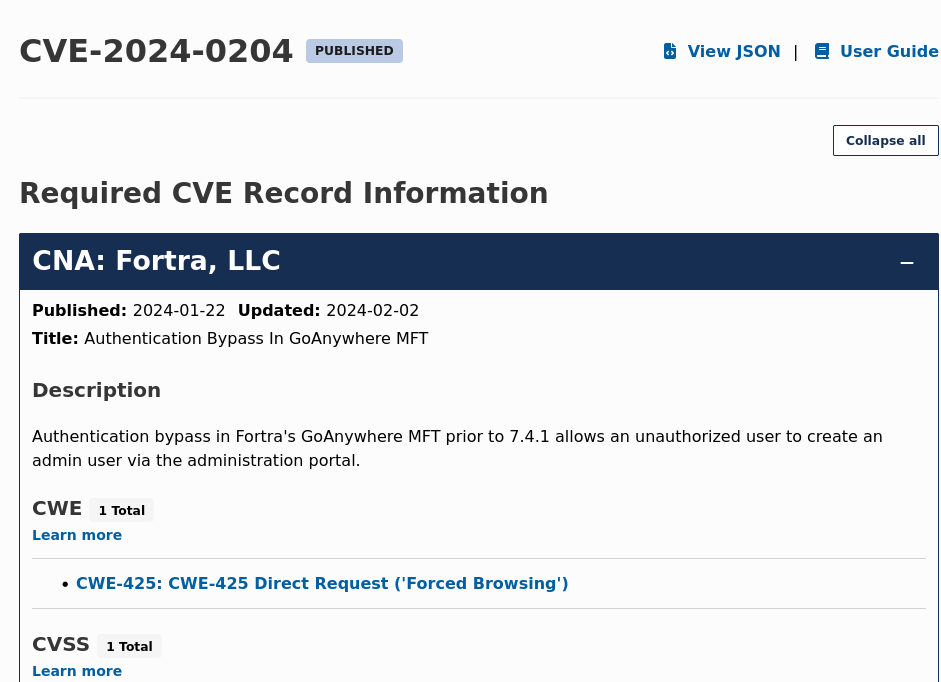 CVE-2024-0204 PUBLISHED View JSON | User Guide
Collapse all
Required CVE Record Information
CNA: Fortra, LLC −
Published: 2024-01-22 Updated: 2024-02-02
Title: Authentication Bypass In GoAnywhere MFT
Description
Authentication bypass in Fortra's GoAnywhere MFT prior to 7.4.1 allows an unauthorized user to create an
admin user via the administration portal.
CWE 1 Total
Learn more
• CWE-425: CWE-425 Direct Request ('Forced Browsing')
CVSS 1 Total
Learn more